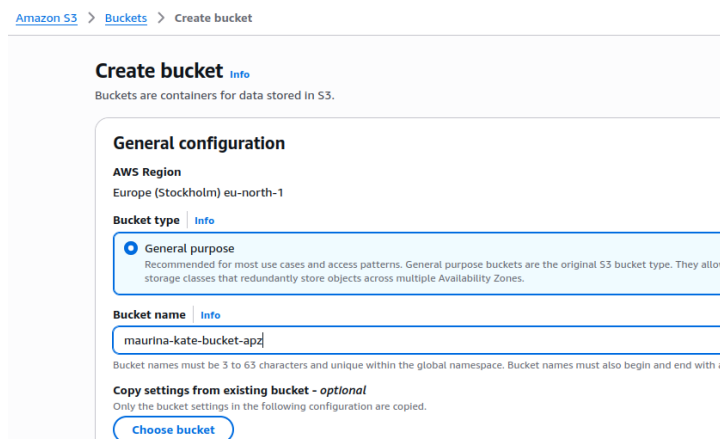 Amazon S3 > Buckets > Create bucket
Create bucket Info
Buckets are containers for data stored in S3.
General configuration
AWS Region
Europe (Stockholm) eu-north-1
Bucket type Info
General purpose
Recommended for most use cases and access patterns. General purpose buckets are the original S3 bucket type. They allow
storage classes that redundantly store objects across multiple Availability Zones.
Bucket name Info
maurina-kate-bucket-apz
Bucket names must be 3 to 63 characters and unique within the global namespace. Bucket names must also begin and end with a
Copy settings from existing bucket - optional
Only the bucket settings in the following configuration are copied.
Choose bucket